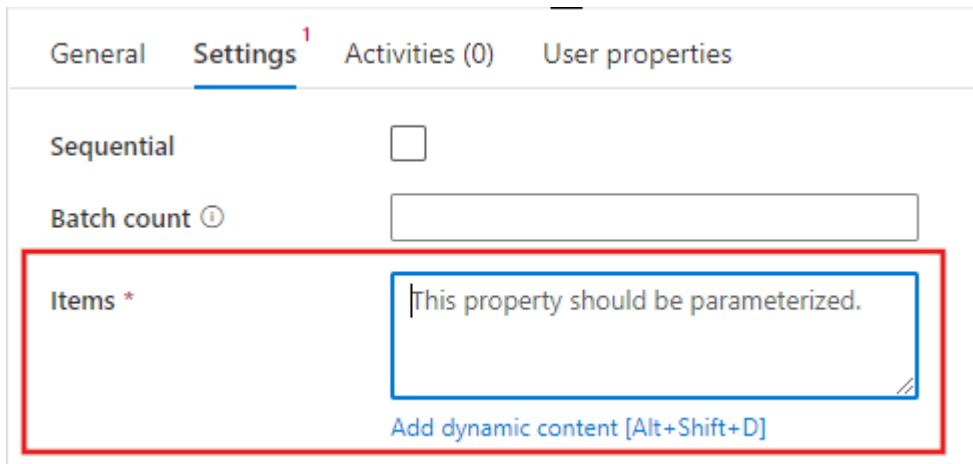 General Settings 1 Activities (0) User properties
Sequential
Batch count
Items *
This property should be parameterized.
Add dynamic content [Alt+Shift+D]